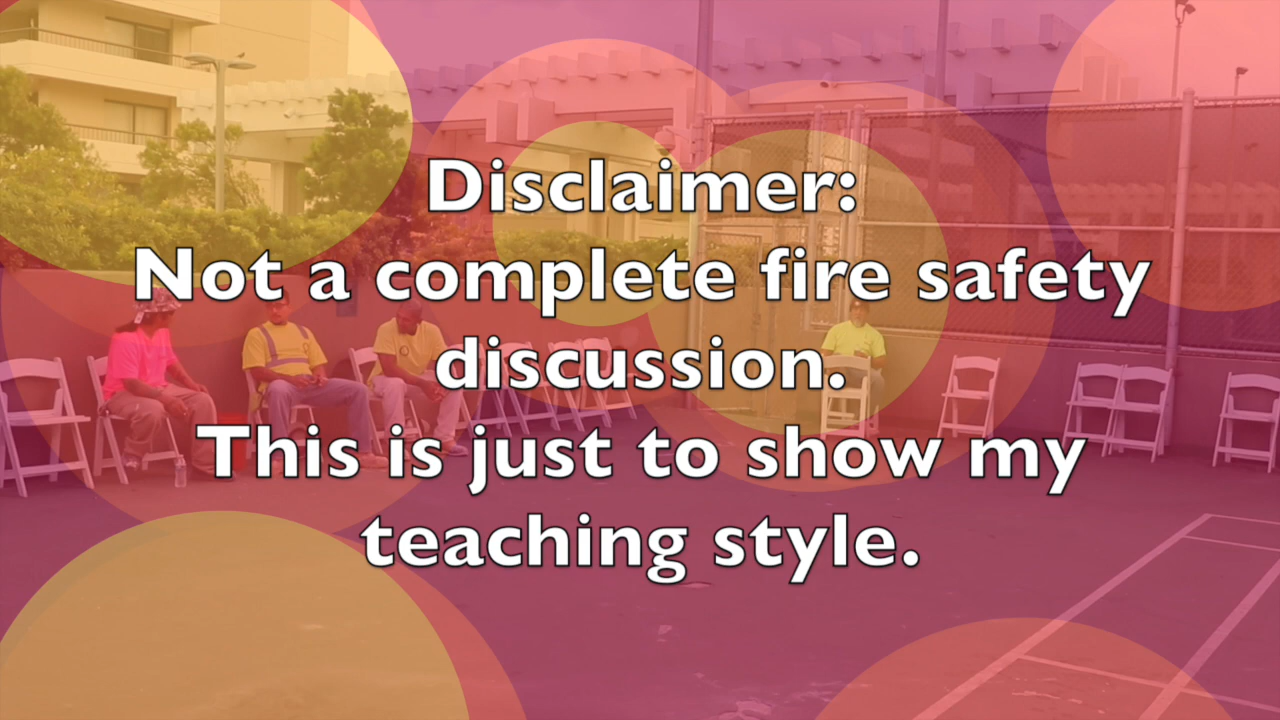 Disclaimer:
Not a complete fire safety
discussion.
This is just to show my
teaching style.